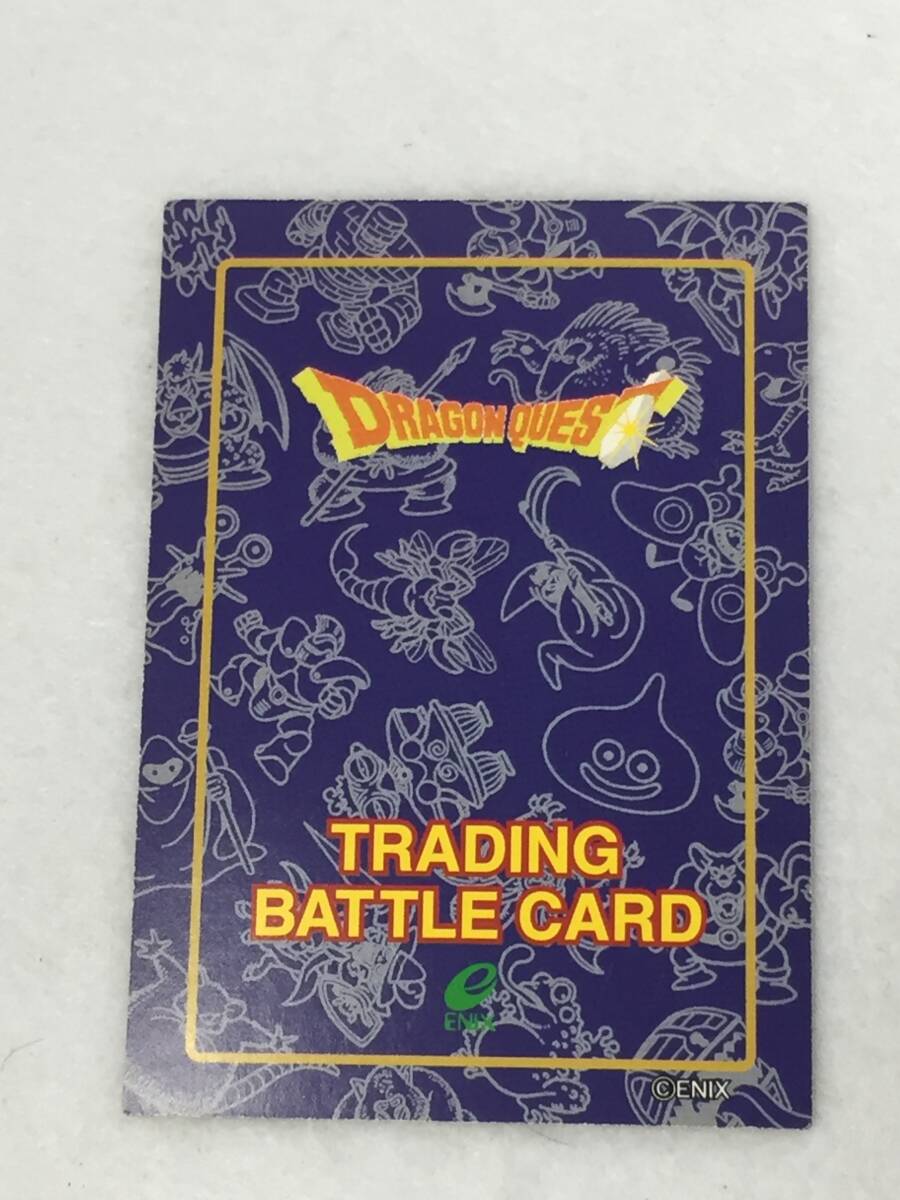 DRAGON QUEST
TRADING
BATTLE CARD
ENIX
©ENIX